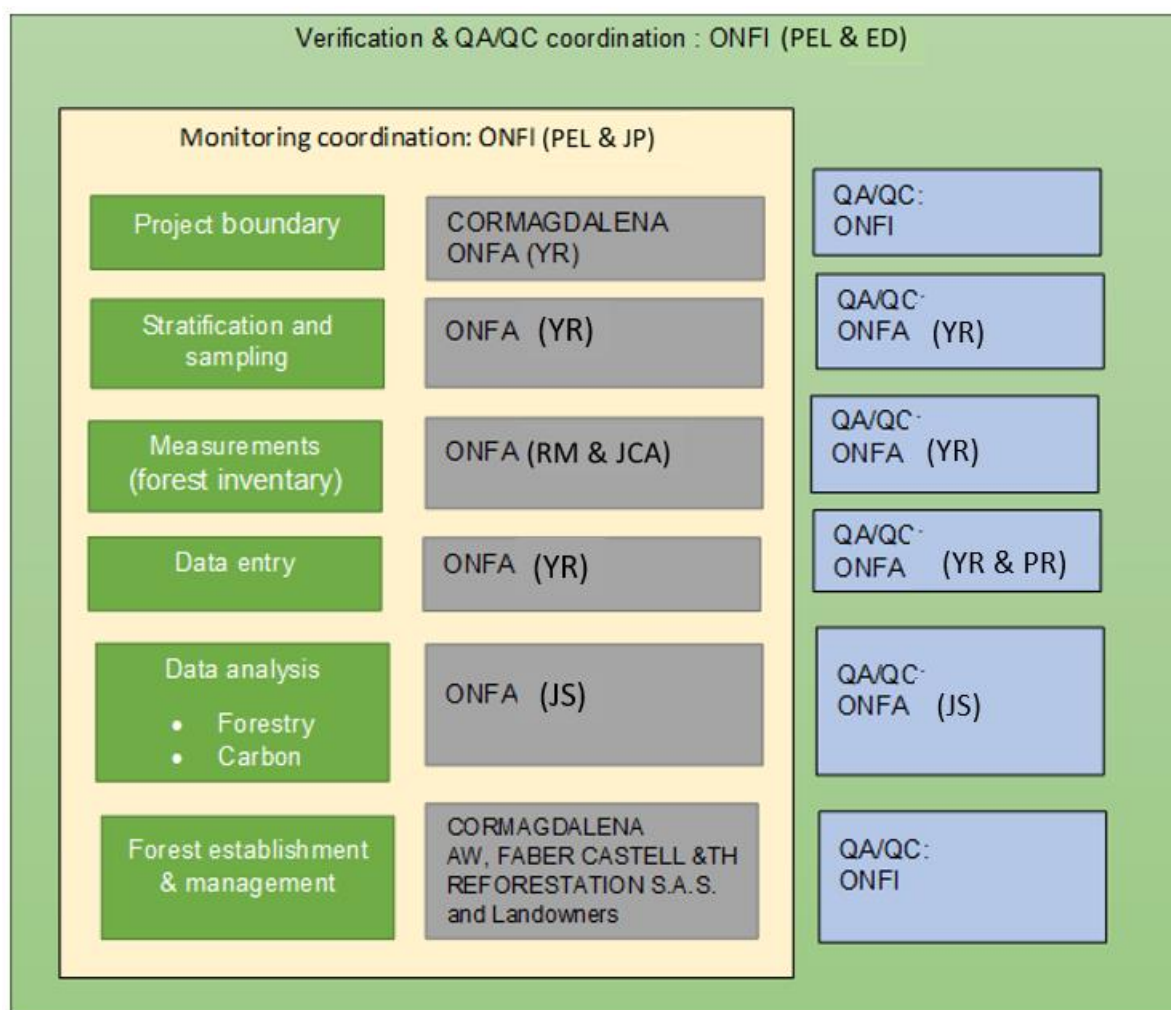 Verification & QA/QC coordination : ONFI (PEL & ED)
Monitoring coordination: ONFI (PEL & JP)
Project boundary
CORMAGDALENA
ONFA (YR)
QA/QC:
ONFI
Stratification and
sampling
ONFA (YR)
QA/QC:
ONFA (YR)
Measurements
(forest inventory)
ONFA (RM & JCA)
QA/QC:
ONFA (YR)
Data entry
ONFA (YR)
QA/QC:
ONFA (YR & PR)
Data analysis
• Forestry
• Carbon
ONFA (JS)
QA/QC:
ONFA (JS)
Forest establishment
& management
CORMAGDALENA
AW, FABER CASTELL &TH
REFORESTATION S.A.S.
and Landowners
QA/QC:
ONFI